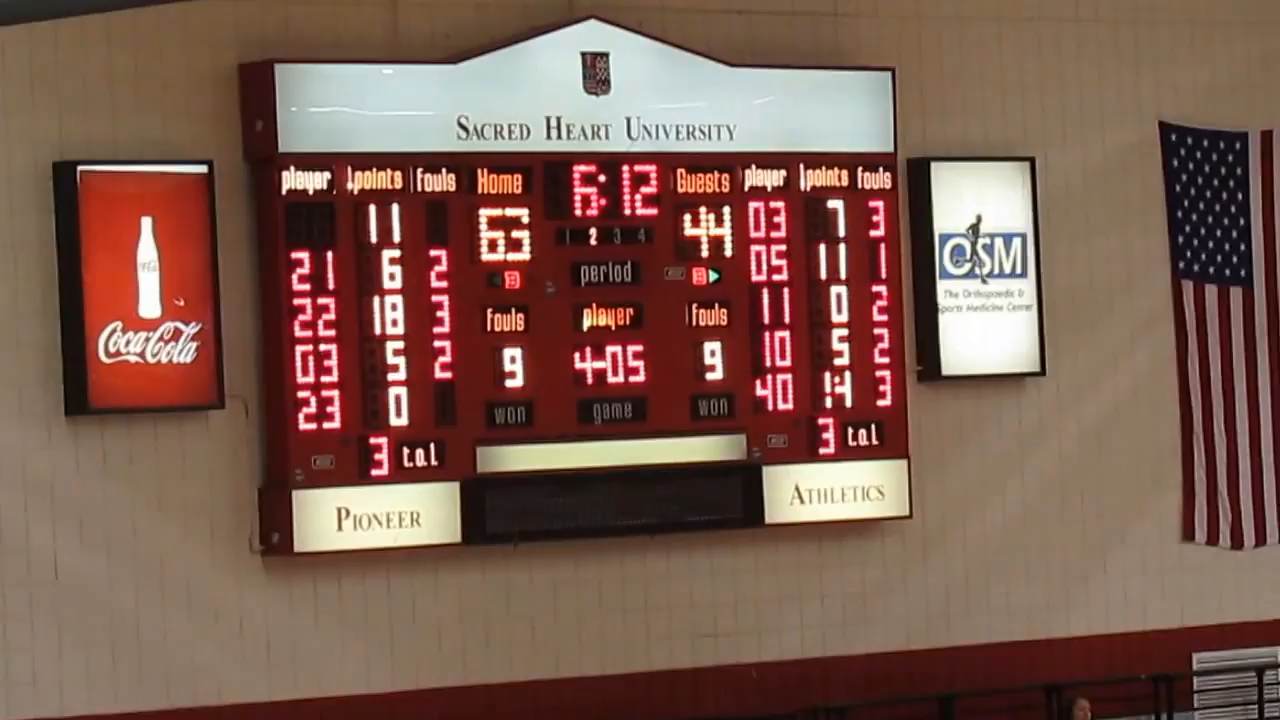 SACRED HEART UNIVERSITY
player points fouls Home 6:12 Guests player points fouls
11 63 1 2 3 4 44 03 7 3
21 6 2 B period B 05 11 1
22 18 3 fouls player fouls 11 0 2
03 5 2 9 4-05 9 10 5 2
23 0 won game won 40 14 3
3 t.o.l 3 t.o.l
PIONEER ATHLETICS
Coca-Cola
OSM
The Orthopaedic &
Sports Medicine Center